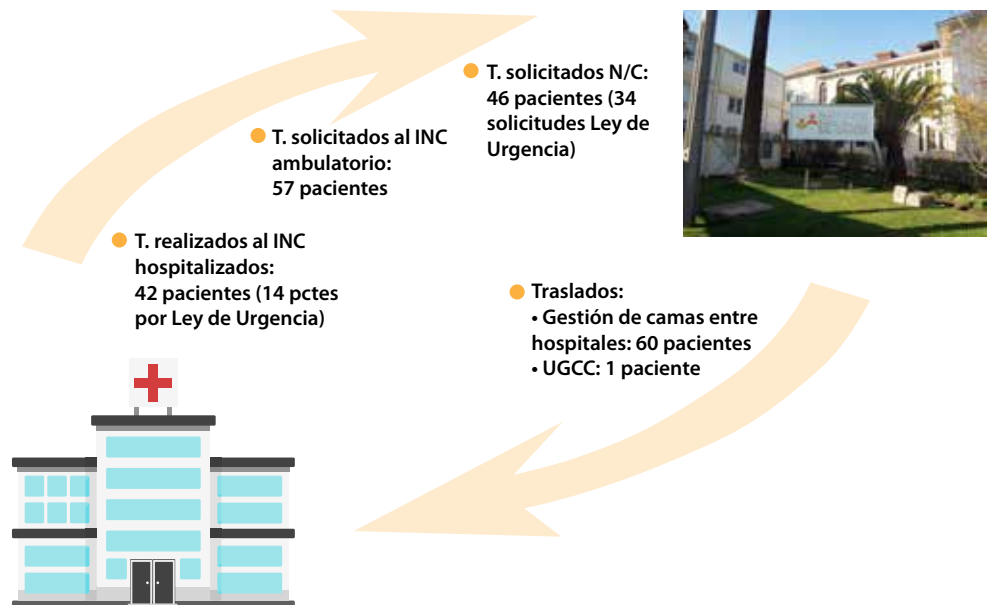 T. solicitados N/C:
46 pacientes (34
solicitudes Ley de
Urgencia)
T. solicitados al INC
ambulatorio:
57 pacientes
T. realizados al INC
hospitalizados:
42 pacientes (14 pctes
por Ley de Urgencia)
Traslados:
• Gestión de camas entre
hospitales: 60 pacientes
• UGCC: 1 paciente